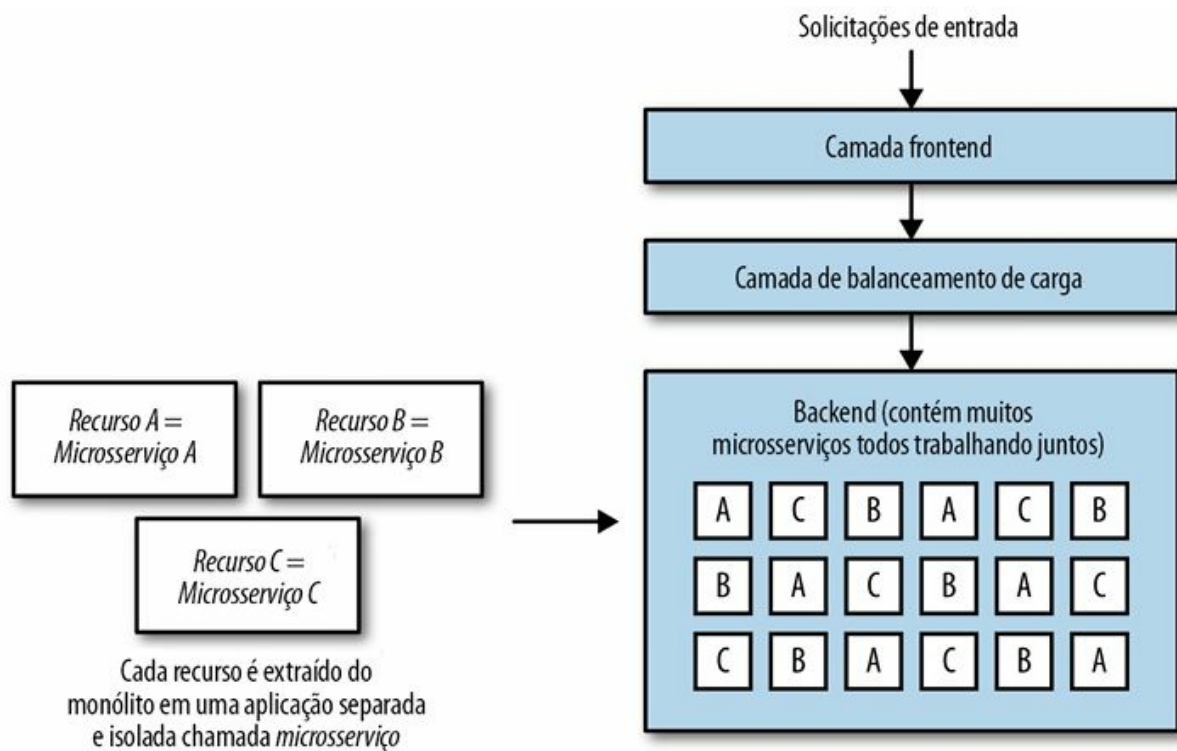 Solicitações de entrada
Camada frontend
Camada de balanceamento de carga
Recurso A =
Microsserviço A
Recurso B =
Microsserviço B
Recurso C =
Microsserviço C
Cada recurso é extraído do
monólito em uma aplicação separada
e isolada chamada microsserviço
Backend (contém muitos
microsserviços todos trabalhando juntos)
A C B A C B
B A C B A C
C B A C B A